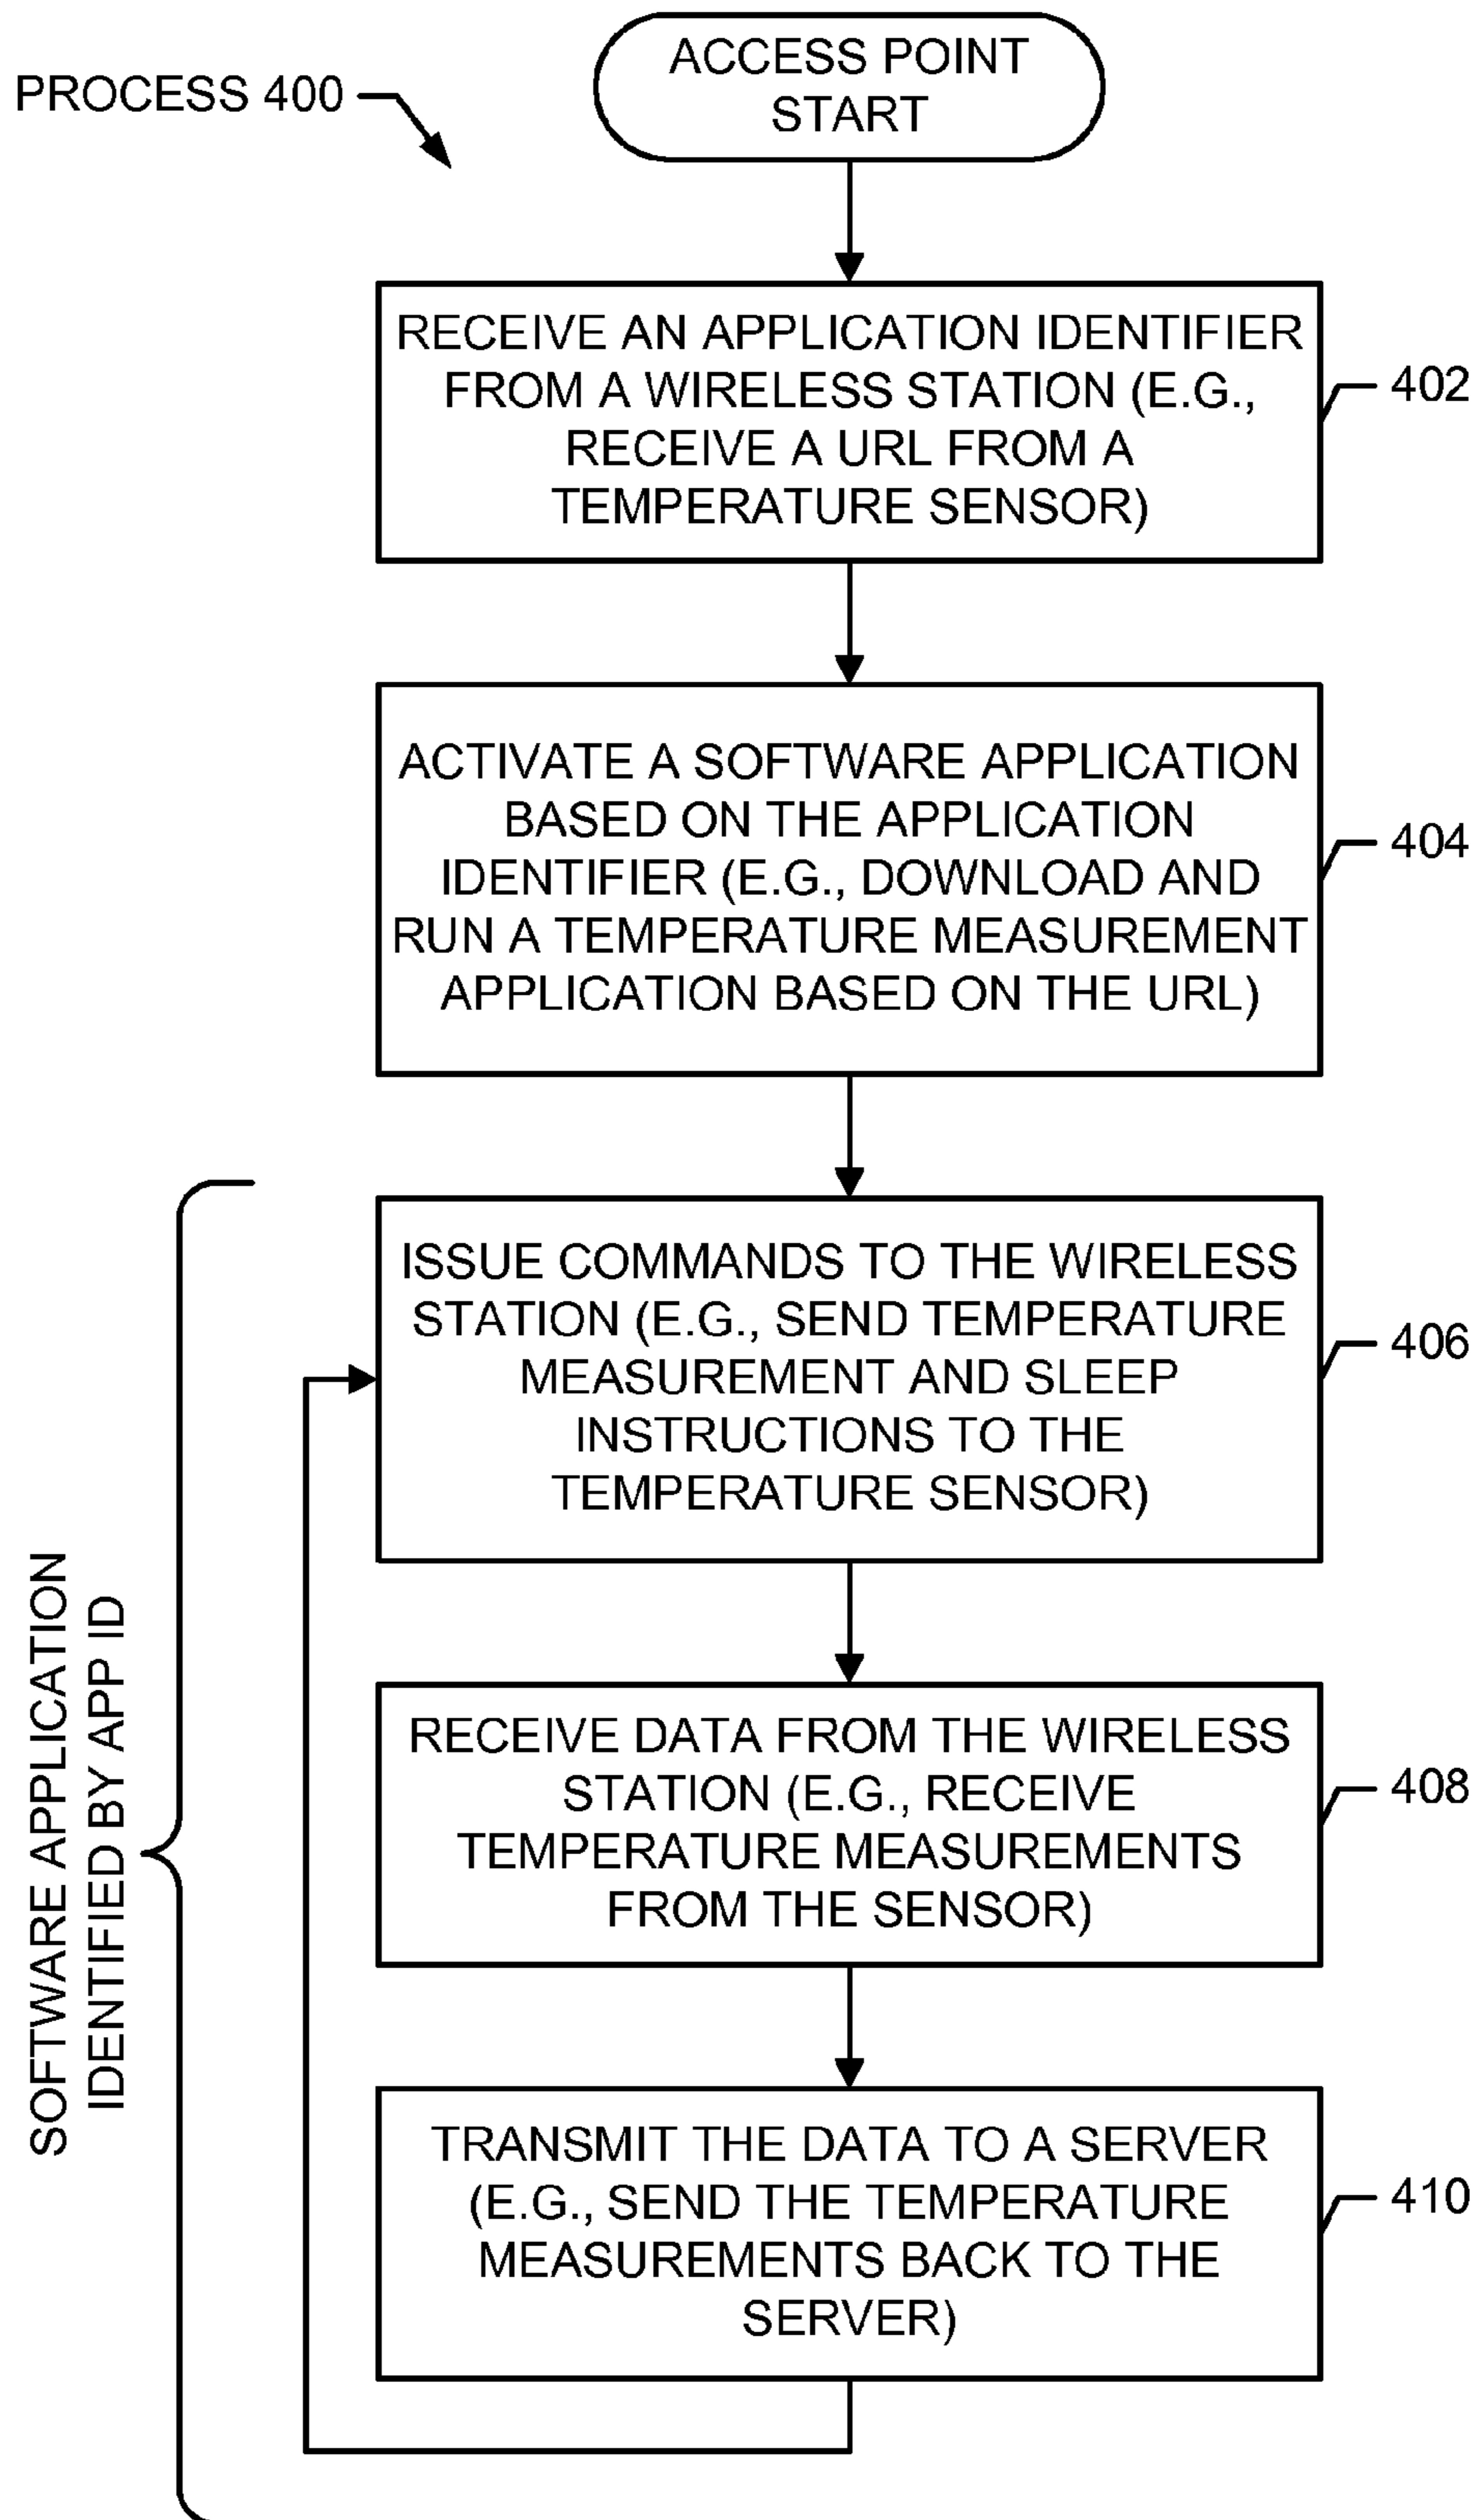 ACCESS POINT
START
PROCESS 400
RECEIVE AN APPLICATION IDENTIFIER
FROM A WIRELESS STATION (E.G.,
RECEIVE A URL FROM A
TEMPERATURE SENSOR)
402
ACTIVATE A SOFTWARE APPLICATION
BASED ON THE APPLICATION
IDENTIFIER (E.G., DOWNLOAD AND
RUN A TEMPERATURE MEASUREMENT
APPLICATION BASED ON THE URL)
404
ISSUE COMMANDS TO THE WIRELESS
STATION (E.G., SEND TEMPERATURE
MEASUREMENT AND SLEEP
INSTRUCTIONS TO THE
TEMPERATURE SENSOR)
406
RECEIVE DATA FROM THE WIRELESS
STATION (E.G., RECEIVE
TEMPERATURE MEASUREMENTS
FROM THE SENSOR)
408
TRANSMIT THE DATA TO A SERVER
(E.G., SEND THE TEMPERATURE
MEASUREMENTS BACK TO THE
SERVER)
410
SOFTWARE APPLICATION
IDENTIFIED BY APP ID